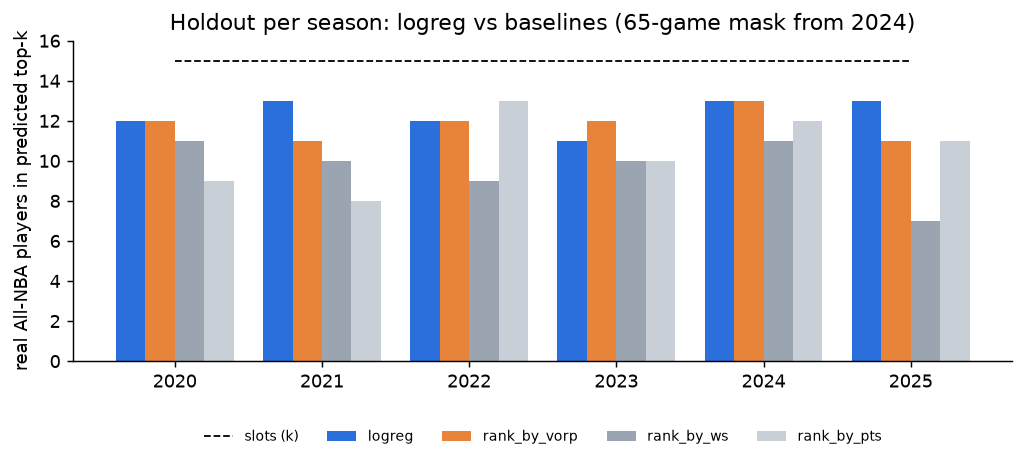 Holdout per season: logreg vs baselines (65-game mask from 2024)
real All-NBA players in predicted top-k
16
14
12
10
8
6
4
2
0
2020 2021 2022 2023 2024 2025
slots (k) logreg rank_by_vorp rank_by_ws rank_by_pts